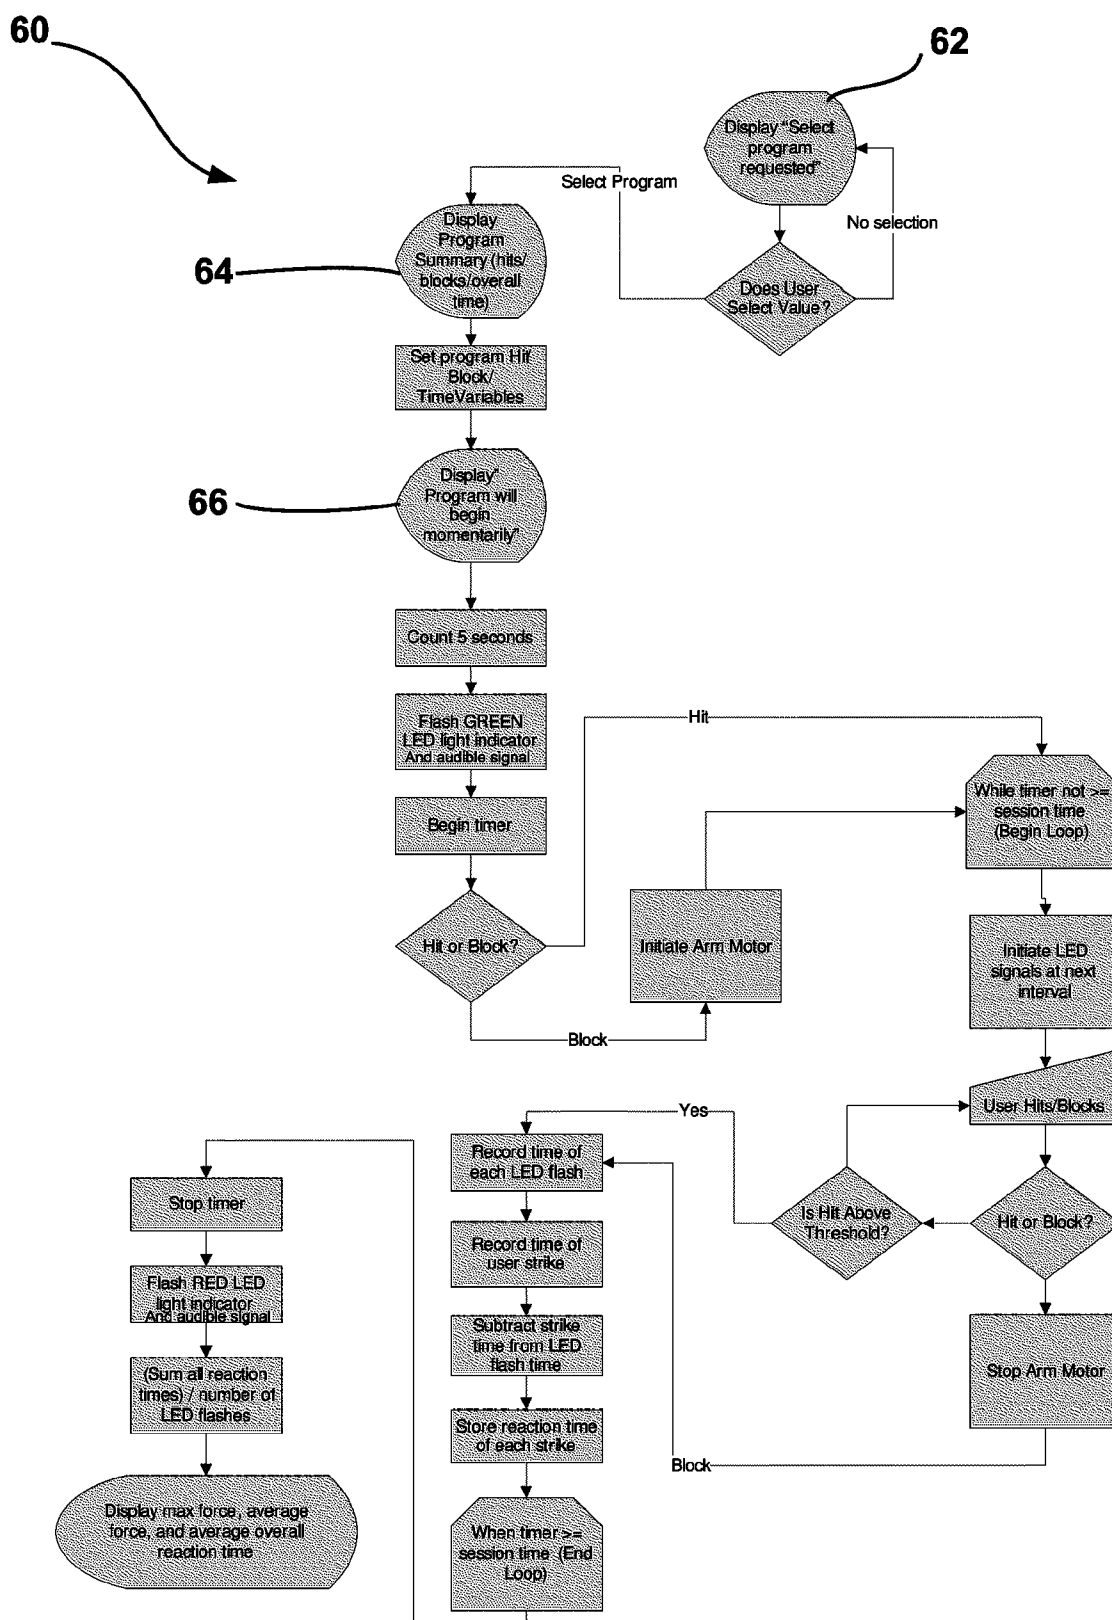 60
62
Display "Select
program
requested"
Select Program
No selection
Display
Program
Summary (hits/
blocks/overall
time)
64
Does User
Select Value?
Set program Hit/
Block/
TimeVariables
66
Display"
Program will
begin
momentarily"
Count 5 seconds
Flash GREEN
LED light indicator
And audible signal
Hit
While timer not >=
session time
(Begin Loop)
Begin timer
Hit or Block?
Initiate Arm Motor
Initiate LED
signals at next
interval
Block
User Hits/Blocks
Yes
Record time of
each LED flash
Stop timer
Is Hit Above
Threshold?
Hit or Block?
Record time of
user strike
Flash RED LED
light indicator
And audible signal
Subtract strike
time from LED
flash time
Stop Arm Motor
(Sum all reaction
times) / number of
LED flashes
Store reaction time
of each strike
Block
Display max force, average
force, and average overall
reaction time
When timer >=
session time (End
Loop)